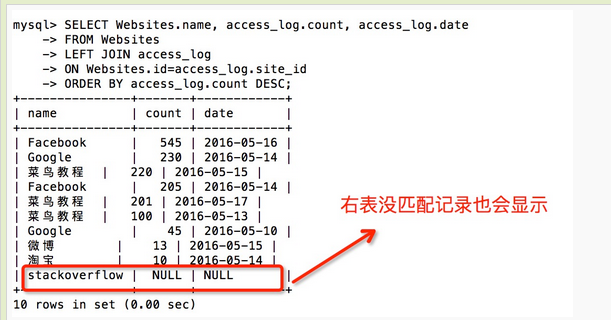 mysql> SELECT Websites.name, access_log.count, access_log.date
    -> FROM Websites
    -> LEFT JOIN access_log
    -> ON Websites.id=access_log.site_id
    -> ORDER BY access_log.count DESC;
+---------------+-------+------------+
| name          | count | date       |
+---------------+-------+------------+
| Facebook      |   545 | 2016-05-16 |
| Google        |   230 | 2016-05-14 |
| 菜鸟教程  |   220 | 2016-05-15 |
| Facebook      |   205 | 2016-05-14 |
| 菜鸟教程  |   201 | 2016-05-17 |
| 菜鸟教程  |   100 | 2016-05-13 |
| Google        |    45 | 2016-05-10 |
| 微博        |    13 | 2016-05-15 |
| 淘宝        |    10 | 2016-05-14 |
| stackoverflow |  NULL | NULL       |
+---------------+-------+------------+
10 rows in set (0.00 sec)
右表没匹配记录也会显示